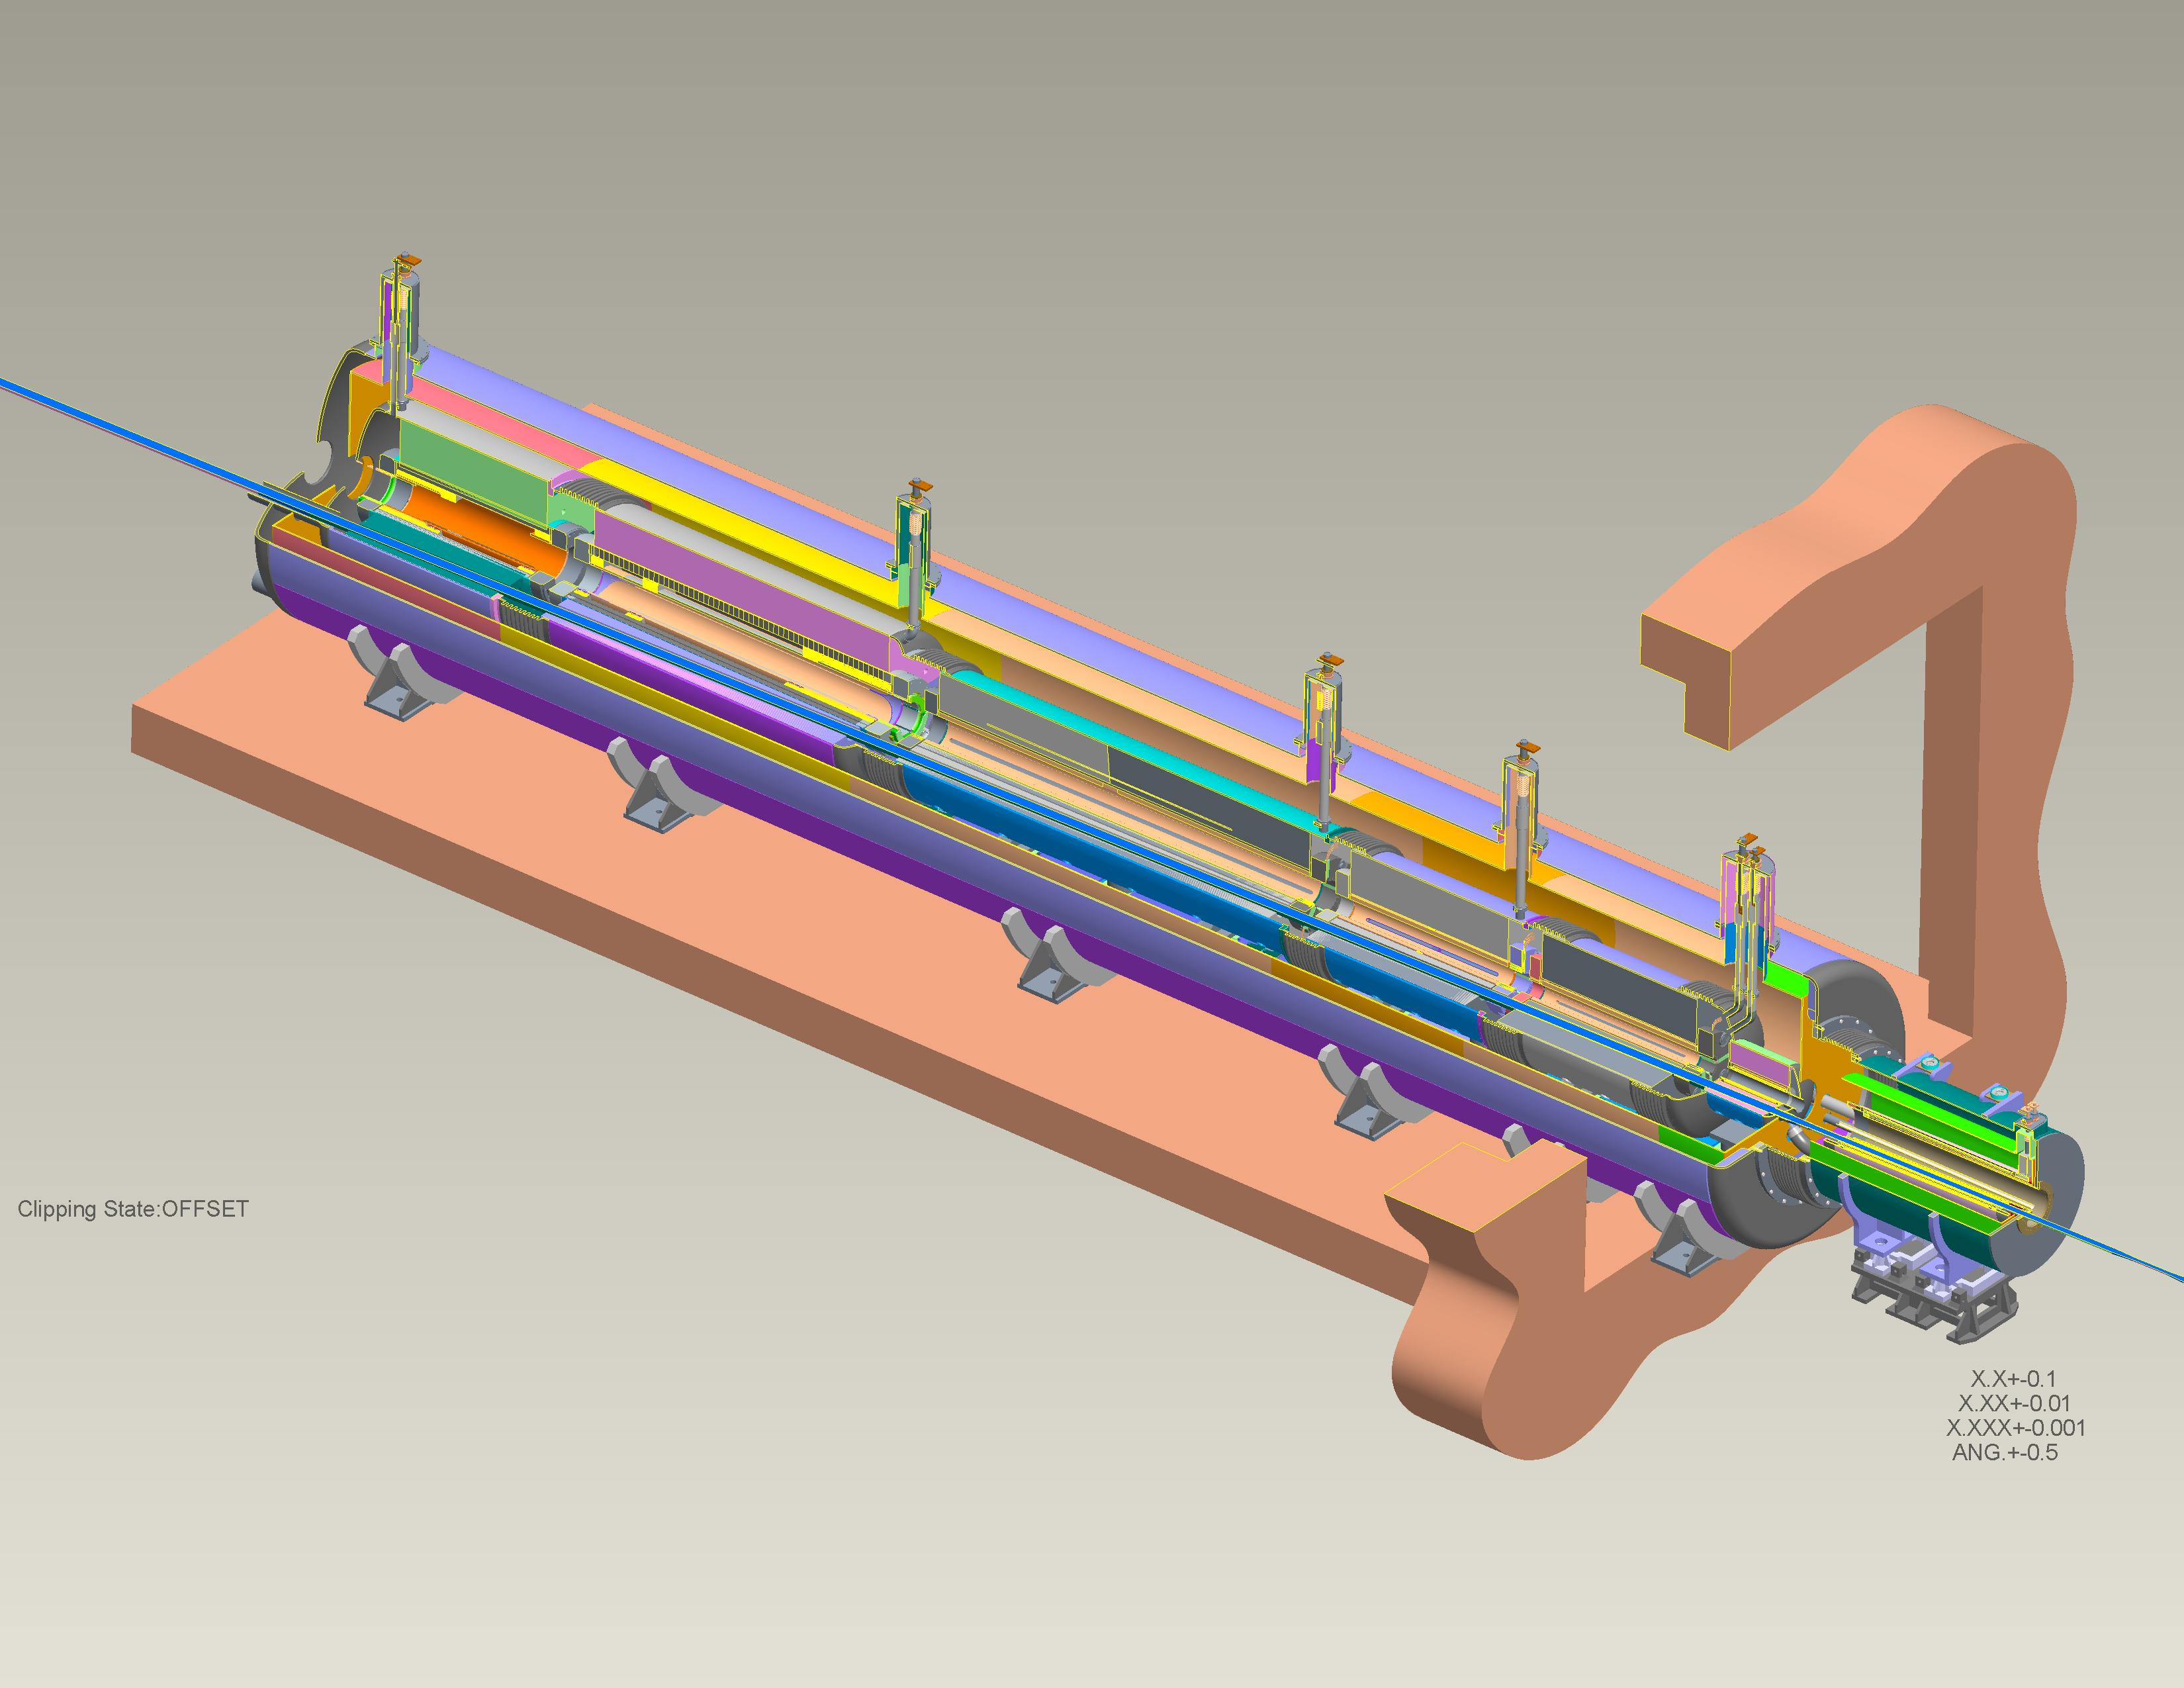 Clipping State:OFFSET
X.X+-0.1
X.XX+-0.01
X.XXX+-0.001
ANG.+-0.5